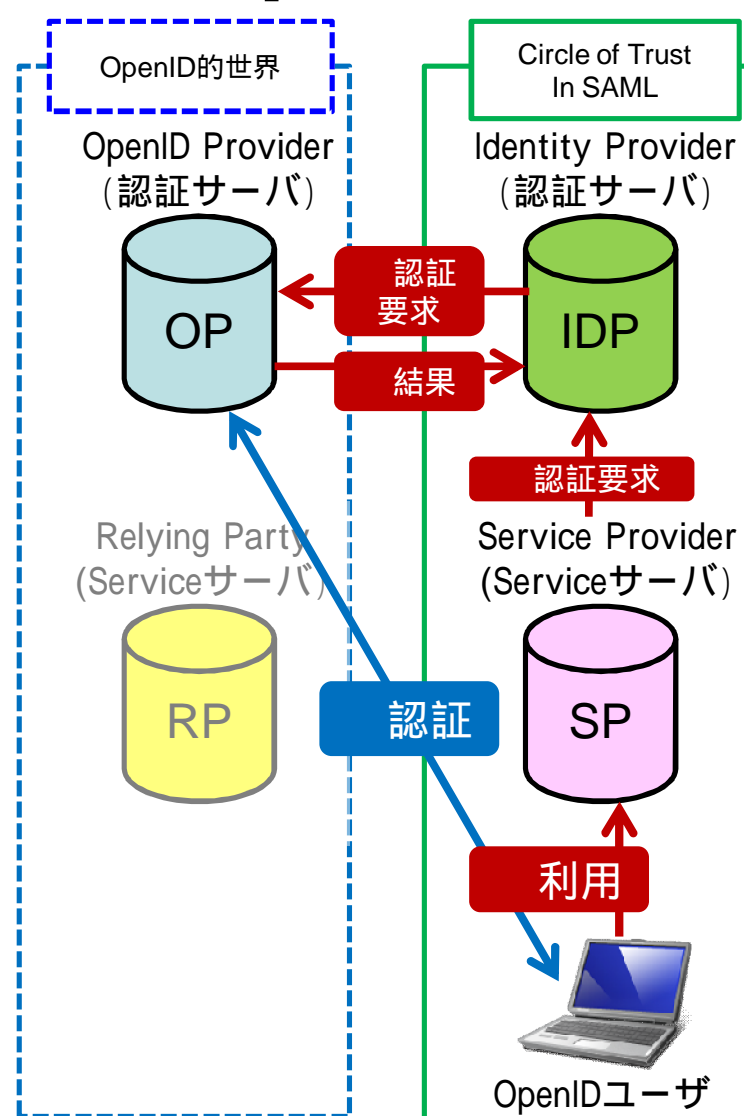 OpenID的世界
Circle of Trust
In SAML
OpenID Provider
(認証サーバ)
Identity Provider
(認証サーバ)
認証
要求
OP
IDP
結果
認証要求
Relying Party
(Serviceサーバ)
Service Provider
(Serviceサーバ)
RP
認証
SP
利用
OpenIDユーザ